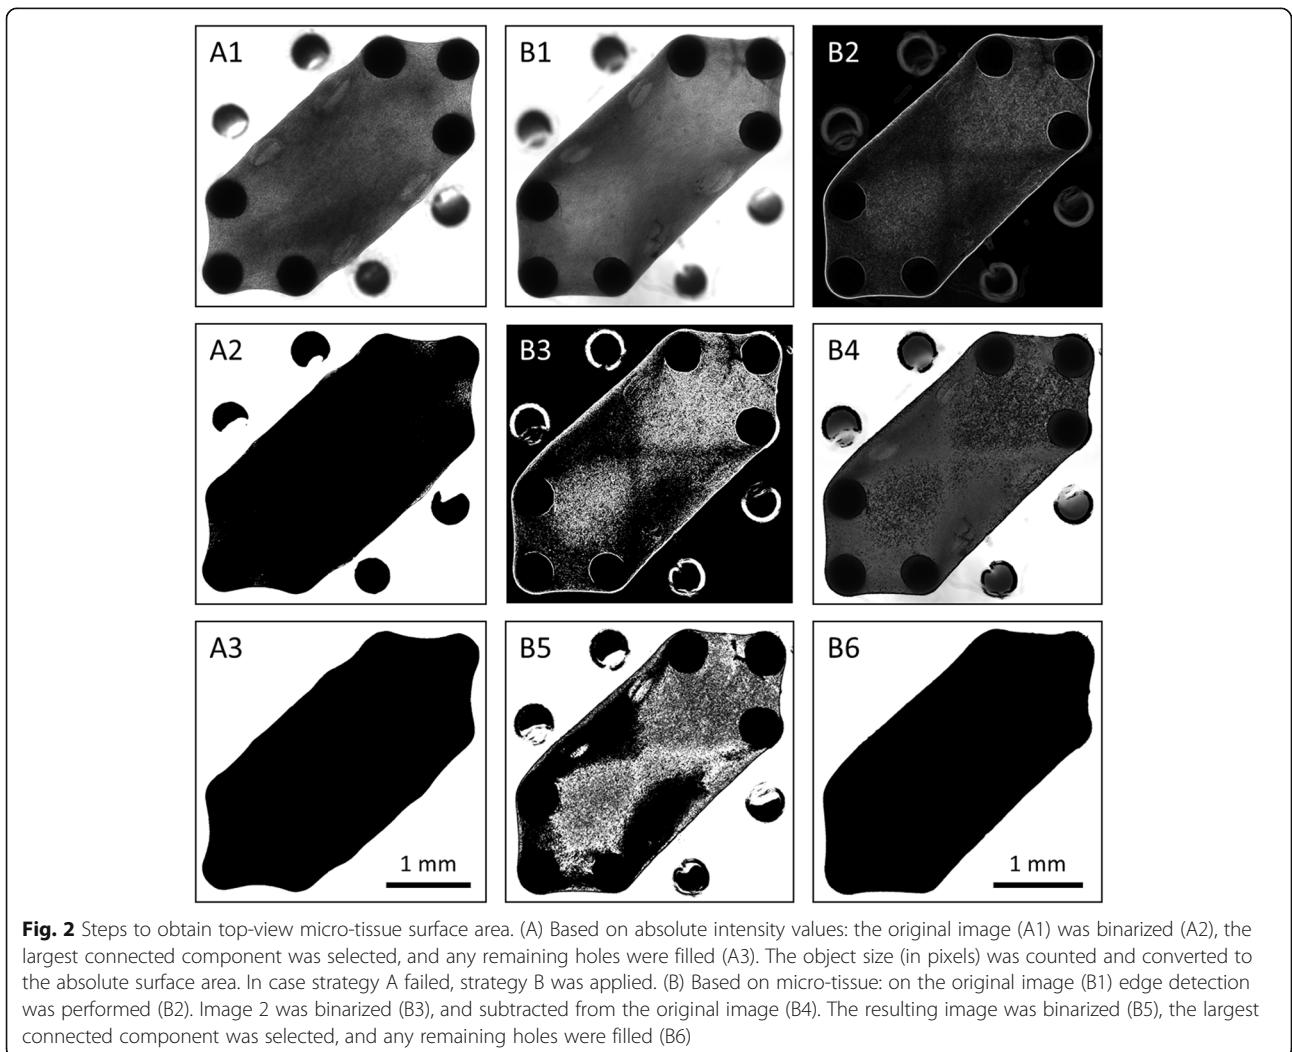 A1
B1
B2
A2
B3
B4
A3
B5
B6
1 mm
1 mm
Fig. 2 Steps to obtain top-view micro-tissue surface area. (A) Based on absolute intensity values: the original image (A1) was binarized (A2), the
largest connected component was selected, and any remaining holes were filled (A3). The object size (in pixels) was counted and converted to
the absolute surface area. In case strategy A failed, strategy B was applied. (B) Based on micro-tissue: on the original image (B1) edge detection
was performed (B2). Image 2 was binarized (B3), and subtracted from the original image (B4). The resulting image was binarized (B5), the largest
connected component was selected, and any remaining holes were filled (B6)